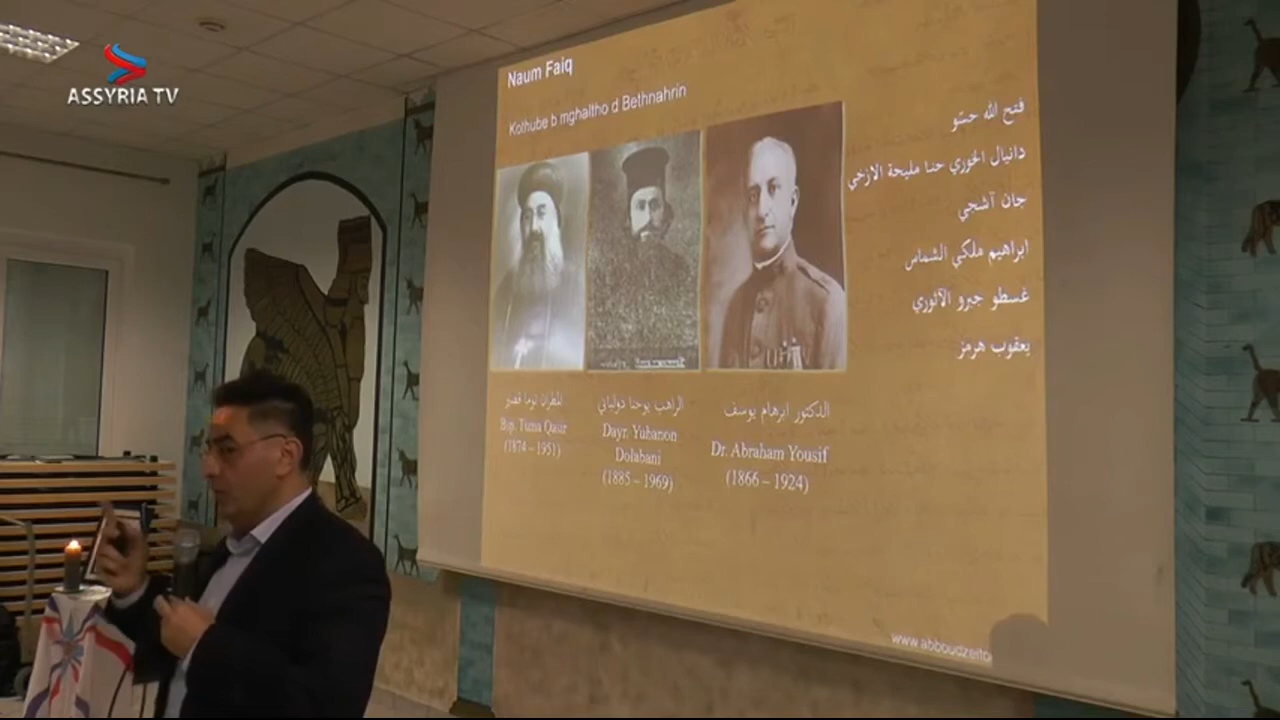 ASSYRIA TV
Naum Faiq
Kothube b mghaltho d Bethnahrin
فتح الله حسّو
دانيال الخوري حنا مليحة الازخي
جان آشجي
ابراهيم ملكي الشماس
غسطو جبرو الآثوري
يعقوب هرمز
المطران توما قصير
Bsp. Tuma Qasir
(1874 – 1951)
الراهب يوحنا دولباني
Dayr. Yuhanon
Dolabani
(1885 – 1969)
الدكتور ابرهام يوسف
Dr. Abraham Yousif
(1866 – 1924)
www.abboudzeito